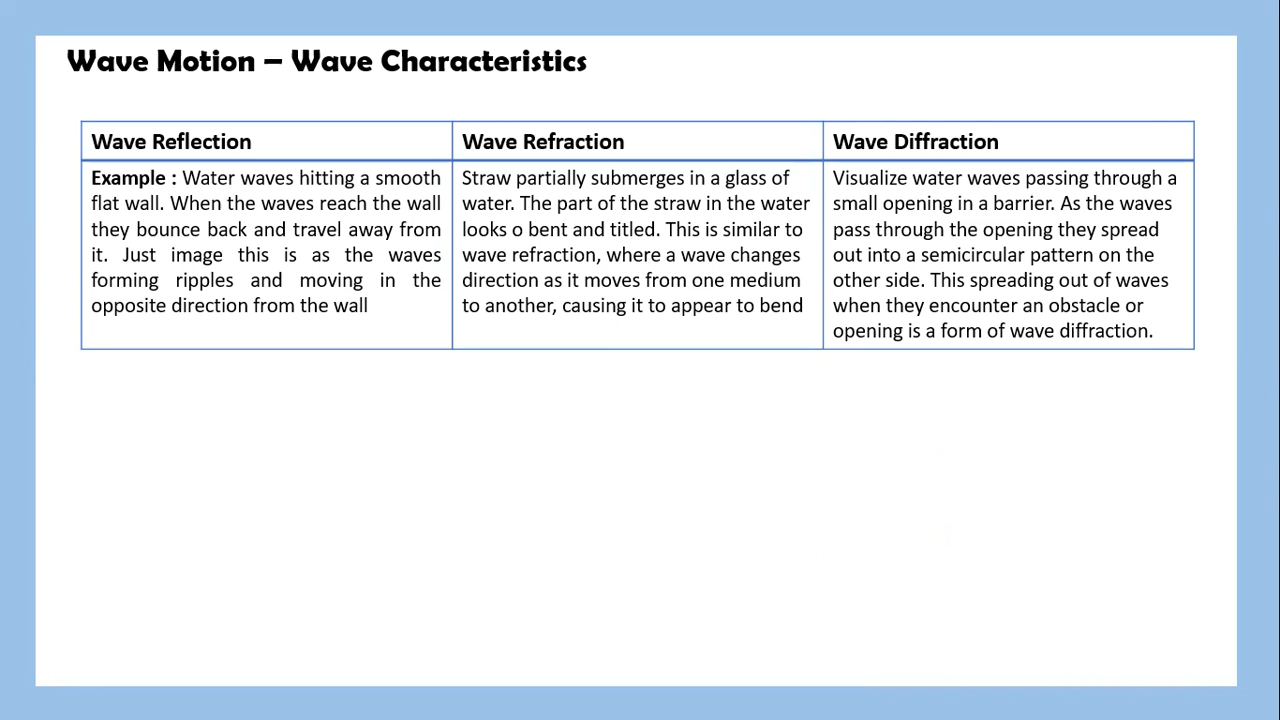 Wave Motion – Wave Characteristics
Wave Reflection
Example : Water waves hitting a smooth
flat wall. When the waves reach the wall
they bounce back and travel away from
it. Just image this is as the waves
forming ripples and moving in the
opposite direction from the wall
Wave Refraction
Straw partially submerges in a glass of
water. The part of the straw in the water
looks o bent and titled. This is similar to
wave refraction, where a wave changes
direction as it moves from one medium
to another, causing it to appear to bend
Wave Diffraction
Visualize water waves passing through a
small opening in a barrier. As the waves
pass through the opening they spread
out into a semicircular pattern on the
other side. This spreading out of waves
when they encounter an obstacle or
opening is a form of wave diffraction.